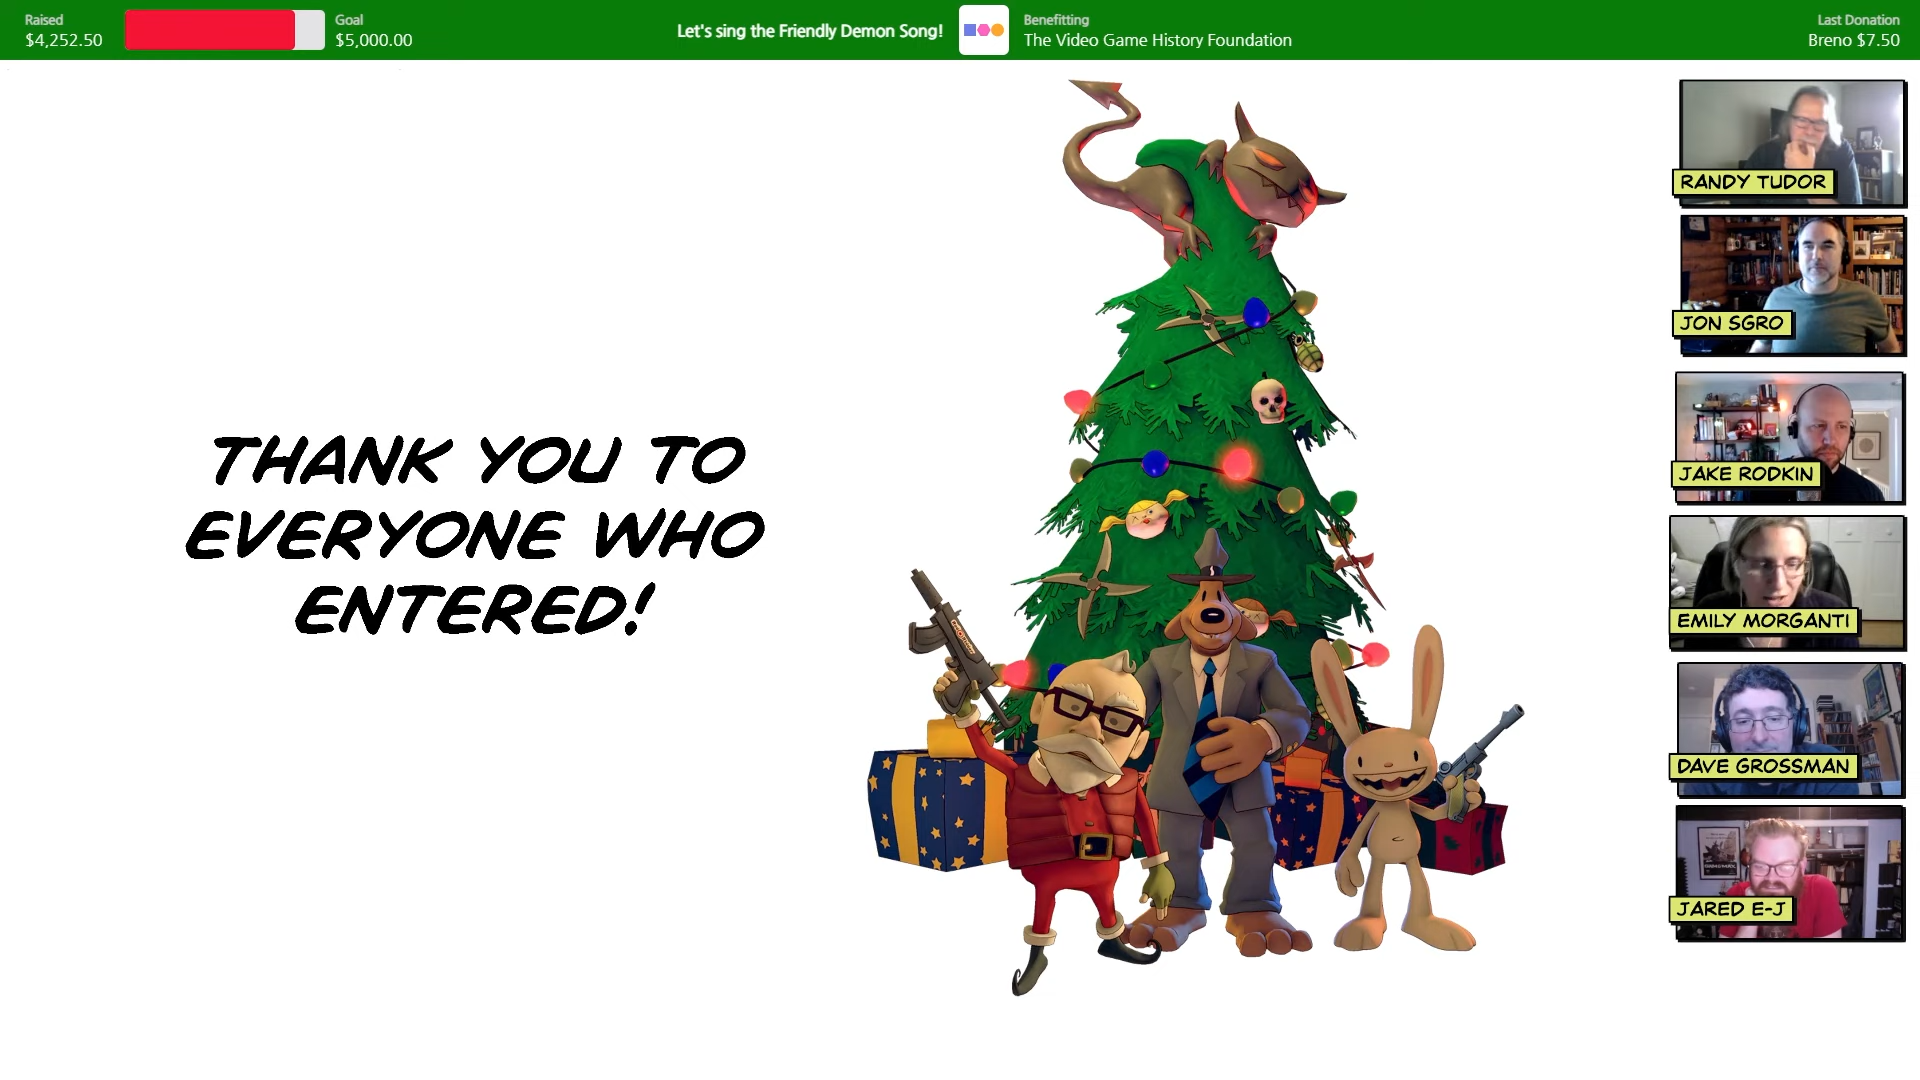 Raised
$4,252.50
Goal
$5,000.00
Let's sing the Friendly Demon Song!
Benefitting
The Video Game History Foundation
Last Donation
Breno $7.50
THANK YOU TO
EVERYONE WHO
ENTERED!
RANDY TUDOR
JON SGRO
JAKE RODKIN
EMILY MORGANTI
DAVE GROSSMAN
JARED E-J